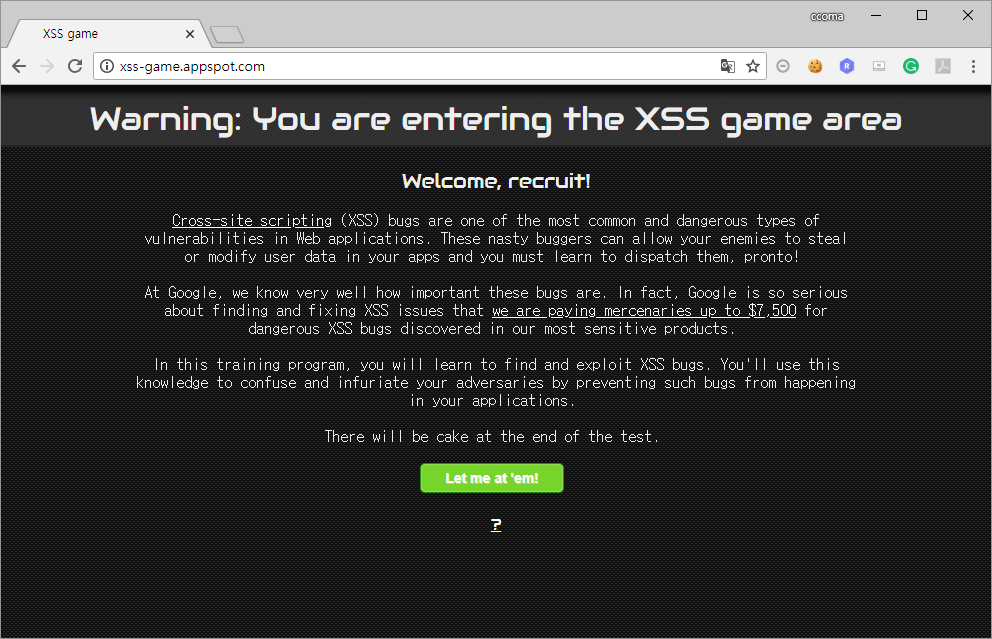 ccoma
XSS game
xss-game.appspot.com
Warning: You are entering the XSS game area
Welcome, recruit!
Cross-site scripting (XSS) bugs are one of the most common and dangerous types of
vulnerabilities in Web applications. These nasty buggers can allow your enemies to steal
or modify user data in your apps and you must learn to dispatch them, pronto!
At Google, we know very well how important these bugs are. In fact, Google is so serious
about finding and fixing XSS issues that we are paying mercenaries up to $7,500 for
dangerous XSS bugs discovered in our most sensitive products.
In this training program, you will learn to find and exploit XSS bugs. You'll use this
knowledge to confuse and infuriate your adversaries by preventing such bugs from happening
in your applications.
There will be cake at the end of the test.
Let me at 'em!
?